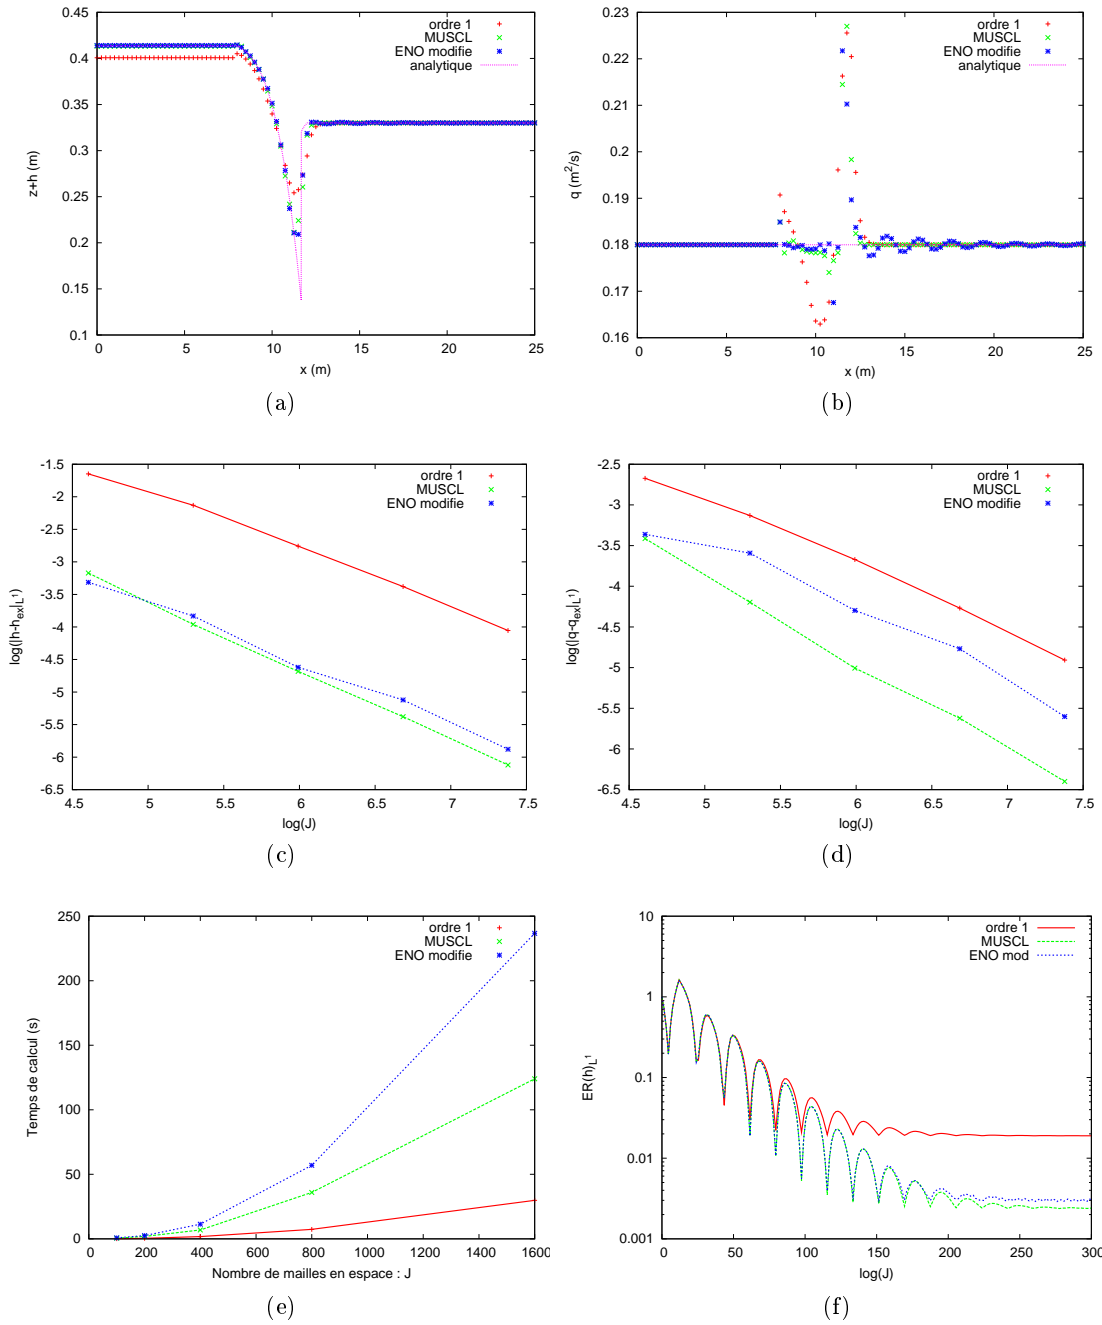 0.45
0.4
0.35
0.3
0.25
0.2
0.15
0.1
0 5 10 15 20 25
z+h (m)
x (m)
ordre 1
MUSCL
ENO modifie
analytique
(a)
0.23
0.22
0.21
0.2
0.19
0.18
0.17
0.16
0 5 10 15 20 25
q (m²/s)
x (m)
ordre 1
MUSCL
ENO modifie
analytique
(b)
-1.5
-2
-2.5
-3
-3.5
-4
-4.5
-5
-5.5
-6
-6.5
4.5 5 5.5 6 6.5 7 7.5
log(|h-h_ex|_L¹)
log(J)
ordre 1
MUSCL
ENO modifie
(c)
-2.5
-3
-3.5
-4
-4.5
-5
-5.5
-6
-6.5
4.5 5 5.5 6 6.5 7 7.5
log(|q-q_ex|_L¹)
log(J)
ordre 1
MUSCL
ENO modifie
(d)
250
200
150
100
50
0
0 200 400 600 800 1000 1200 1400 1600
Temps de calcul (s)
Nombre de mailles en espace : J
ordre 1
MUSCL
ENO modifie
(e)
10
1
0.1
0.01
0.001
0 50 100 150 200 250 300
ER(h)_L¹
log(J)
ordre 1
MUSCL
ENO mod
(f)